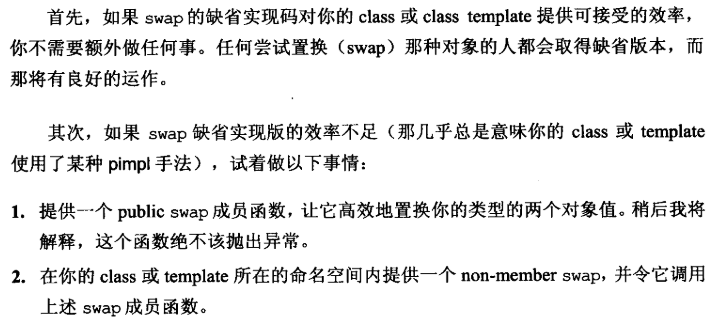 首先，如果 swap 的缺省实现码对你的 class 或 class template 提供可接受的效率，
你不需要额外做任何事。任何尝试置换（swap）那种对象的人都会取得缺省版本，而
那将有良好的运作。
其次，如果 swap 缺省实现版的效率不足（那几乎总是意味你的 class 或 template
使用了某种 pimpl 手法），试着做以下事情：
1. 提供一个 public swap 成员函数，让它高效地置换你的类型的两个对象值。稍后我将
解释，这个函数绝不该抛出异常。
2. 在你的 class 或 template 所在的命名空间内提供一个 non-member swap，并令它调用
上述 swap 成员函数。